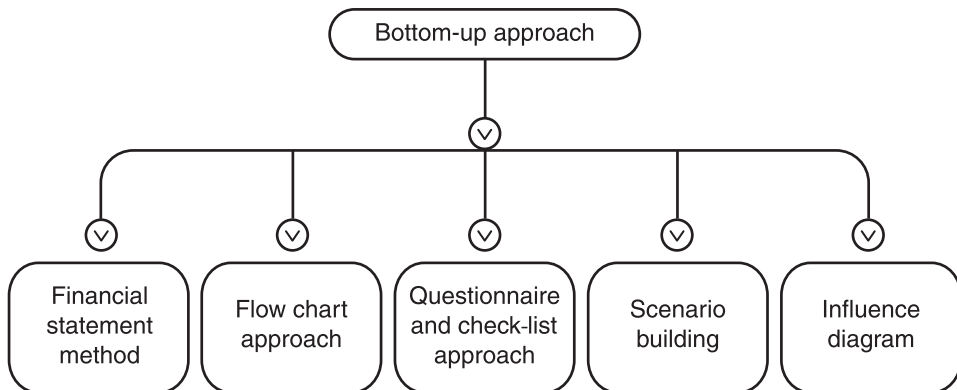 Bottom-up approach
Financial
statement
method
Flow chart
approach
Questionnaire
and check-list
approach
Scenario
building
Influence
diagram